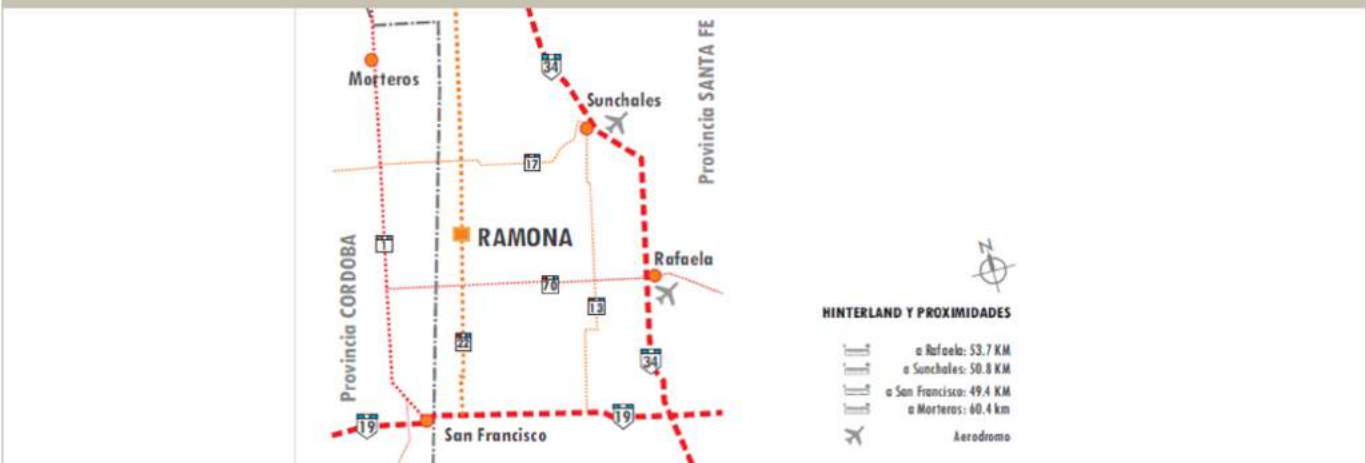 34
Provincia SANTA FE
Morteros
Sunchales
17
RAMONA
1
Provincia CORDOBA
Rafaela
70
13
22
34
19
19
San Francisco
N
HINTERLAND Y PROXIMIDADES
a Rafaela: 53.7 KM
a Sunchales: 50.8 KM
a San Francisco: 49.4 KM
a Morteros: 60.4 km
Aerodromo